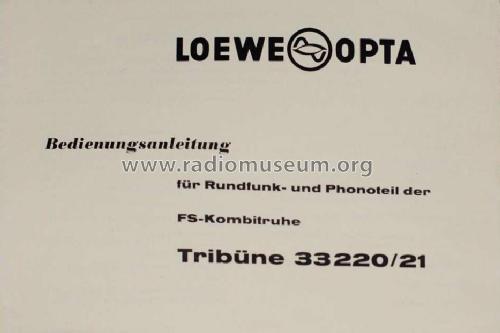 LOEWE OPTA
Bedienungsanleitung
www.radiomuseum.org
für Rundfunk- und Phonoteil der
FS-Kombitruhe
Tribüne 33220/21